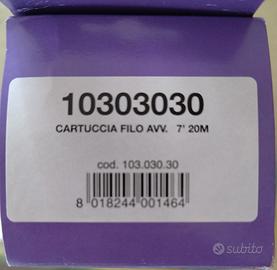 10303030
CARTUCCIA FILO AVV. 7' 20M
cod. 103.030.30
8 018244 001464
subito